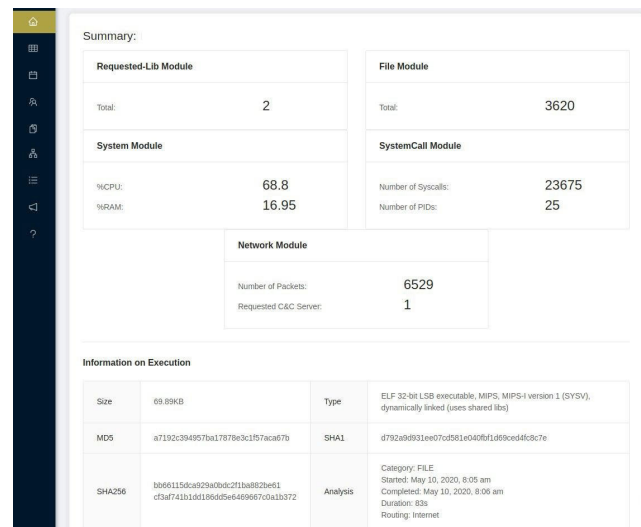 Summary:
Requested-Lib Module
Total: 2
File Module
Total: 3620
System Module
%CPU: 68.8
%RAM: 16.95
SystemCall Module
Number of Syscalls: 23675
Number of PIDs: 25
Network Module
Number of Packets: 6529
Requested C&C Server: 1
Information on Execution
Size 69.89KB
Type ELF 32-bit LSB executable, MIPS, MIPS-I version 1 (SYSV),
dynamically linked (uses shared libs)
MD5 a7192c394957ba17878e3c1f57aca67b
SHA1 d792a9d931ee07cd581e040fbf1d69ced4fc8c7e
SHA256 bb66115dca929a0bdc2f1ba882be61
cf3af741b1dd186dd5e6469667c0a1b372
Analysis
Category: FILE
Started: May 10, 2020, 8:05 am
Completed: May 10, 2020, 8:06 am
Duration: 83s
Routing: Internet